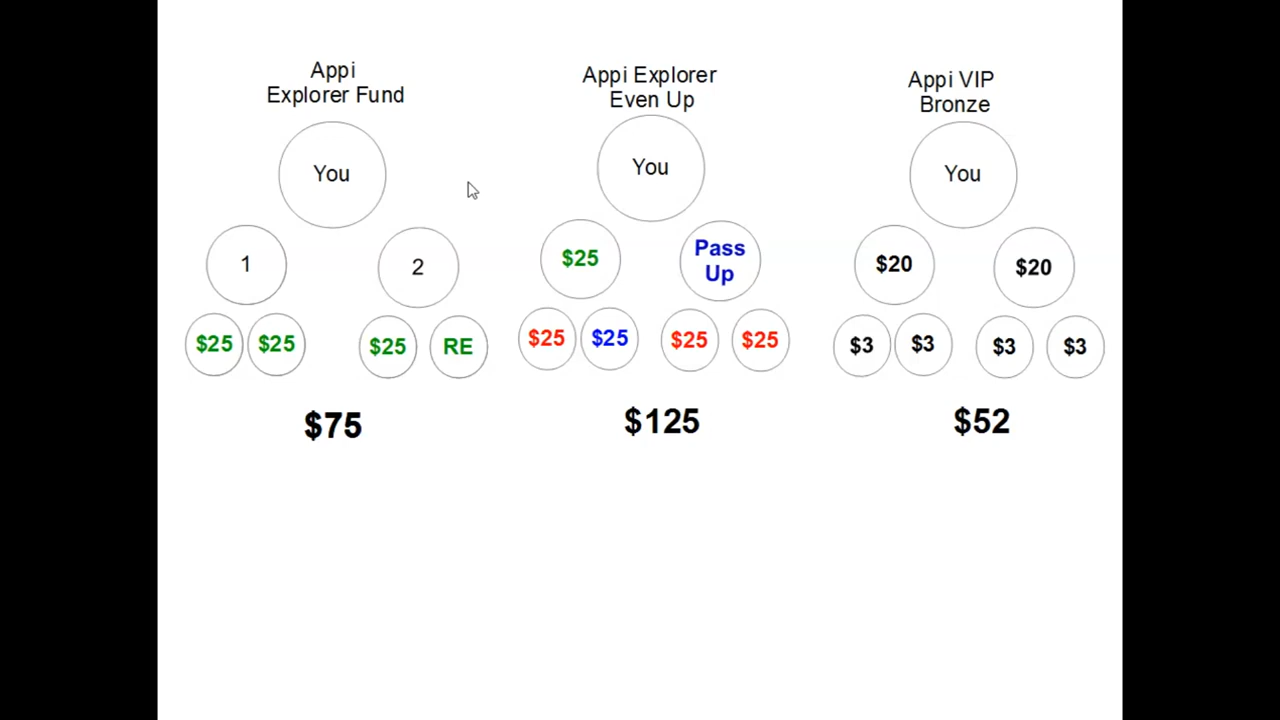 Appi
Explorer Fund
You
1
2
$25 $25 $25 RE
$75
Appi Explorer
Even Up
You
$25
Pass
Up
$25 $25 $25 $25
$125
Appi VIP
Bronze
You
$20 $20
$3 $3 $3 $3
$52